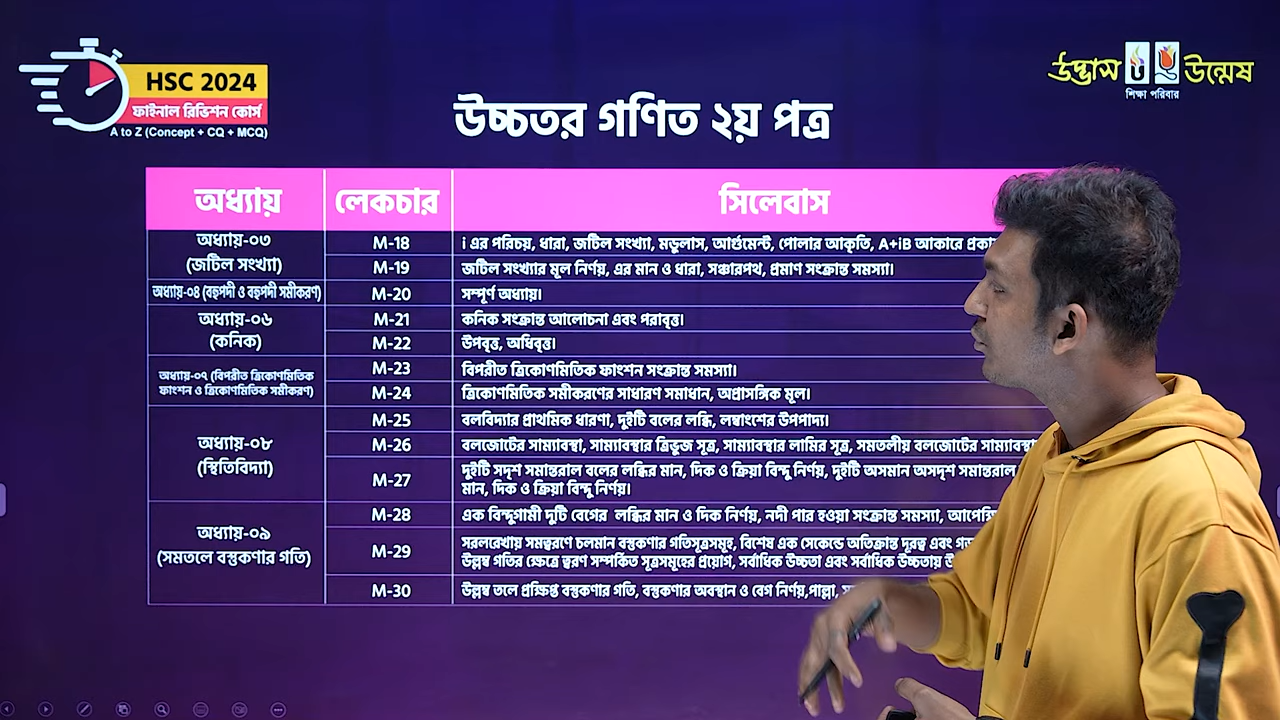 HSC 2024
ফাইনাল রিভিশন কোর্স
A to Z (Concept + CQ + MCQ)
উদ্ভাস উন্মেষ
শিক্ষা পরিবার
উচ্চতর গণিত ২য় পত্র
অধ্যায় লেকচার সিলেবাস
অধ্যায়-০৩
(জটিল সংখ্যা)
M-18 i এর পরিচয়, ধারা, জটিল সংখ্যা, মডুলাস, আর্গুমেন্ট, পোলার আকৃতি, A+iB আকারে
M-19 জটিল সংখ্যার মূল নির্ণয়, এর মান ও ধারা, সঞ্চারপথ, প্রমাণ সংক্রান্ত সমস্যা।
অধ্যায়-০৪ (বহুপদী ও বহুপদী সমীকরণ) M-20 সম্পূর্ণ অধ্যায়।
অধ্যায়-০৬
(কনিক)
M-21 কনিক সংক্রান্ত আলোচনা এবং পরাবৃত্ত।
M-22 উপবৃত্ত, অধিবৃত্ত।
অধ্যায়-০৭ (বিপরীত ত্রিকোণমিতিক
ফাংশন ও ত্রিকোণমিতিক সমীকরণ)
M-23 বিপরীত ত্রিকোণমিতিক ফাংশন সংক্রান্ত সমস্যা।
M-24 ত্রিকোণমিতিক সমীকরণের সাধারণ সমাধান, অপ্রাসঙ্গিক মূল।
অধ্যায়-০৮
(স্থিতিবিদ্যা)
M-25 বলবিদ্যার প্রাথমিক ধারণা, দুইটি বলের লব্ধি, লম্বাংশের উপপাদ্য।
M-26 বলজোটের সাম্যাবস্থা, সাম্যাবস্থার ত্রিভুজ সূত্র, সাম্যাবস্থার লামির সূত্র, সমতলীয় বলজোটের
M-27 দুইটি সদৃশ সমান্তরাল বলের লব্ধির মান, দিক ও ক্রিয়া বিন্দু নির্ণয়, দুইটি অসমান অসদৃশ সমান্তরাল
মান, দিক ও ক্রিয়া বিন্দু নির্ণয়।
অধ্যায়-০৯
(সমতলে বস্তুকণার গতি)
M-28 এক বিন্দুগামী দুটি বেগের লব্ধির মান ও দিক নির্ণয়, নদী পার হওয়া সংক্রান্ত সমস্যা,
M-29 সরলরেখায় সমত্বরণে চলমান বস্তুকণার গতিসূত্রসমূহ, বিশেষ এক সেকেন্ডে অতিক্রান্ত দূরত্ব এবং
উল্লম্ব গতির ক্ষেত্রে ত্বরণ সম্পর্কিত সূত্রসমূহের প্রয়োগ, সর্বাধিক উচ্চতা এবং সর্বাধিক উচ্চতায়
M-30 উল্লম্ব তলে প্রক্ষিপ্ত বস্তুকণার গতি, বস্তুকণার অবস্থান ও বেগ নির্ণয়,পাল্লা,